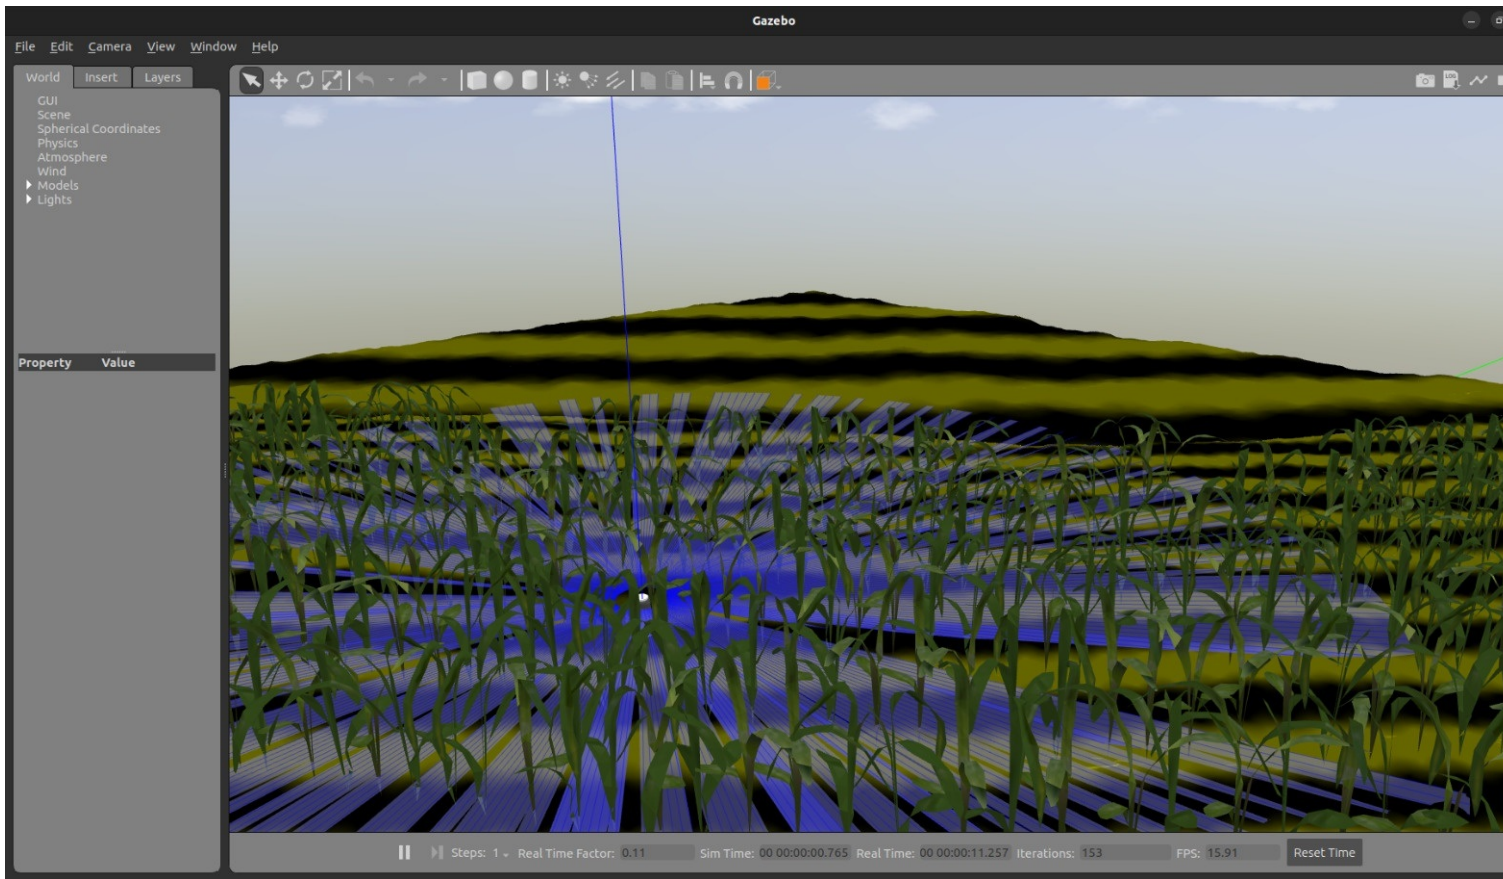 Gazebo
File Edit Camera View Window Help
World Insert Layers
GUI
Scene
Spherical Coordinates
Physics
Atmosphere
Wind
Models
Lights
Property Value
Steps: 1 Real Time Factor: 0.11 Sim Time: 00 00:00:00.765 Real Time: 00 00:00:11.257 Iterations: 153 FPS: 15.91 Reset Time